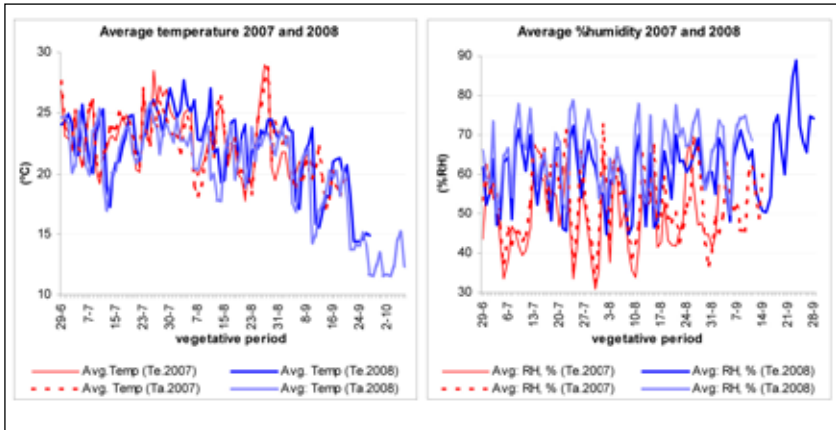 Average temperature 2007 and 2008
30
25
20
15
10
(ºC)
29-6
7-7
15-7
23-7
30-7
7-8
15-8
23-8
31-8
8-9
16-9
24-9
2-10
vegetative period
Avg.Temp (Te.2007)
Avg. Temp (Te.2008)
Avg. Temp (Ta.2007)
Avg. Temp (Ta.2008)
Average %humidity 2007 and 2008
90
80
70
60
50
40
30
(%RH)
29-6
6-7
13-7
20-7
27-7
3-8
10-8
17-8
24-8
31-8
7-9
14-9
21-9
28-9
vegetative period
Avg: RH, % (Te.2007)
Avg: RH, % (Te.2008)
Avg: RH, % (Ta.2007)
Avg: RH, % (Ta.2008)